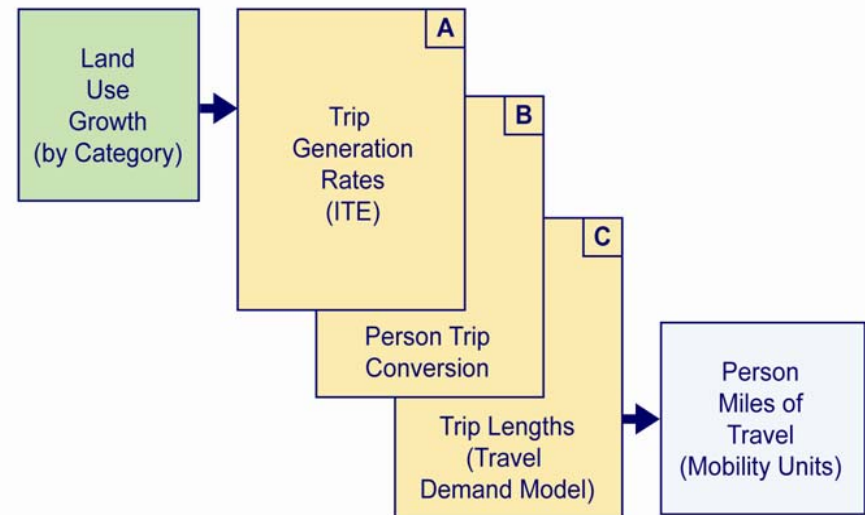 Land
Use
Growth
(by Category)
A
Trip
Generation
Rates
(ITE)
B
Person Trip
Conversion
C
Trip Lengths
(Travel
Demand Model)
Person
Miles of
Travel
(Mobility Units)